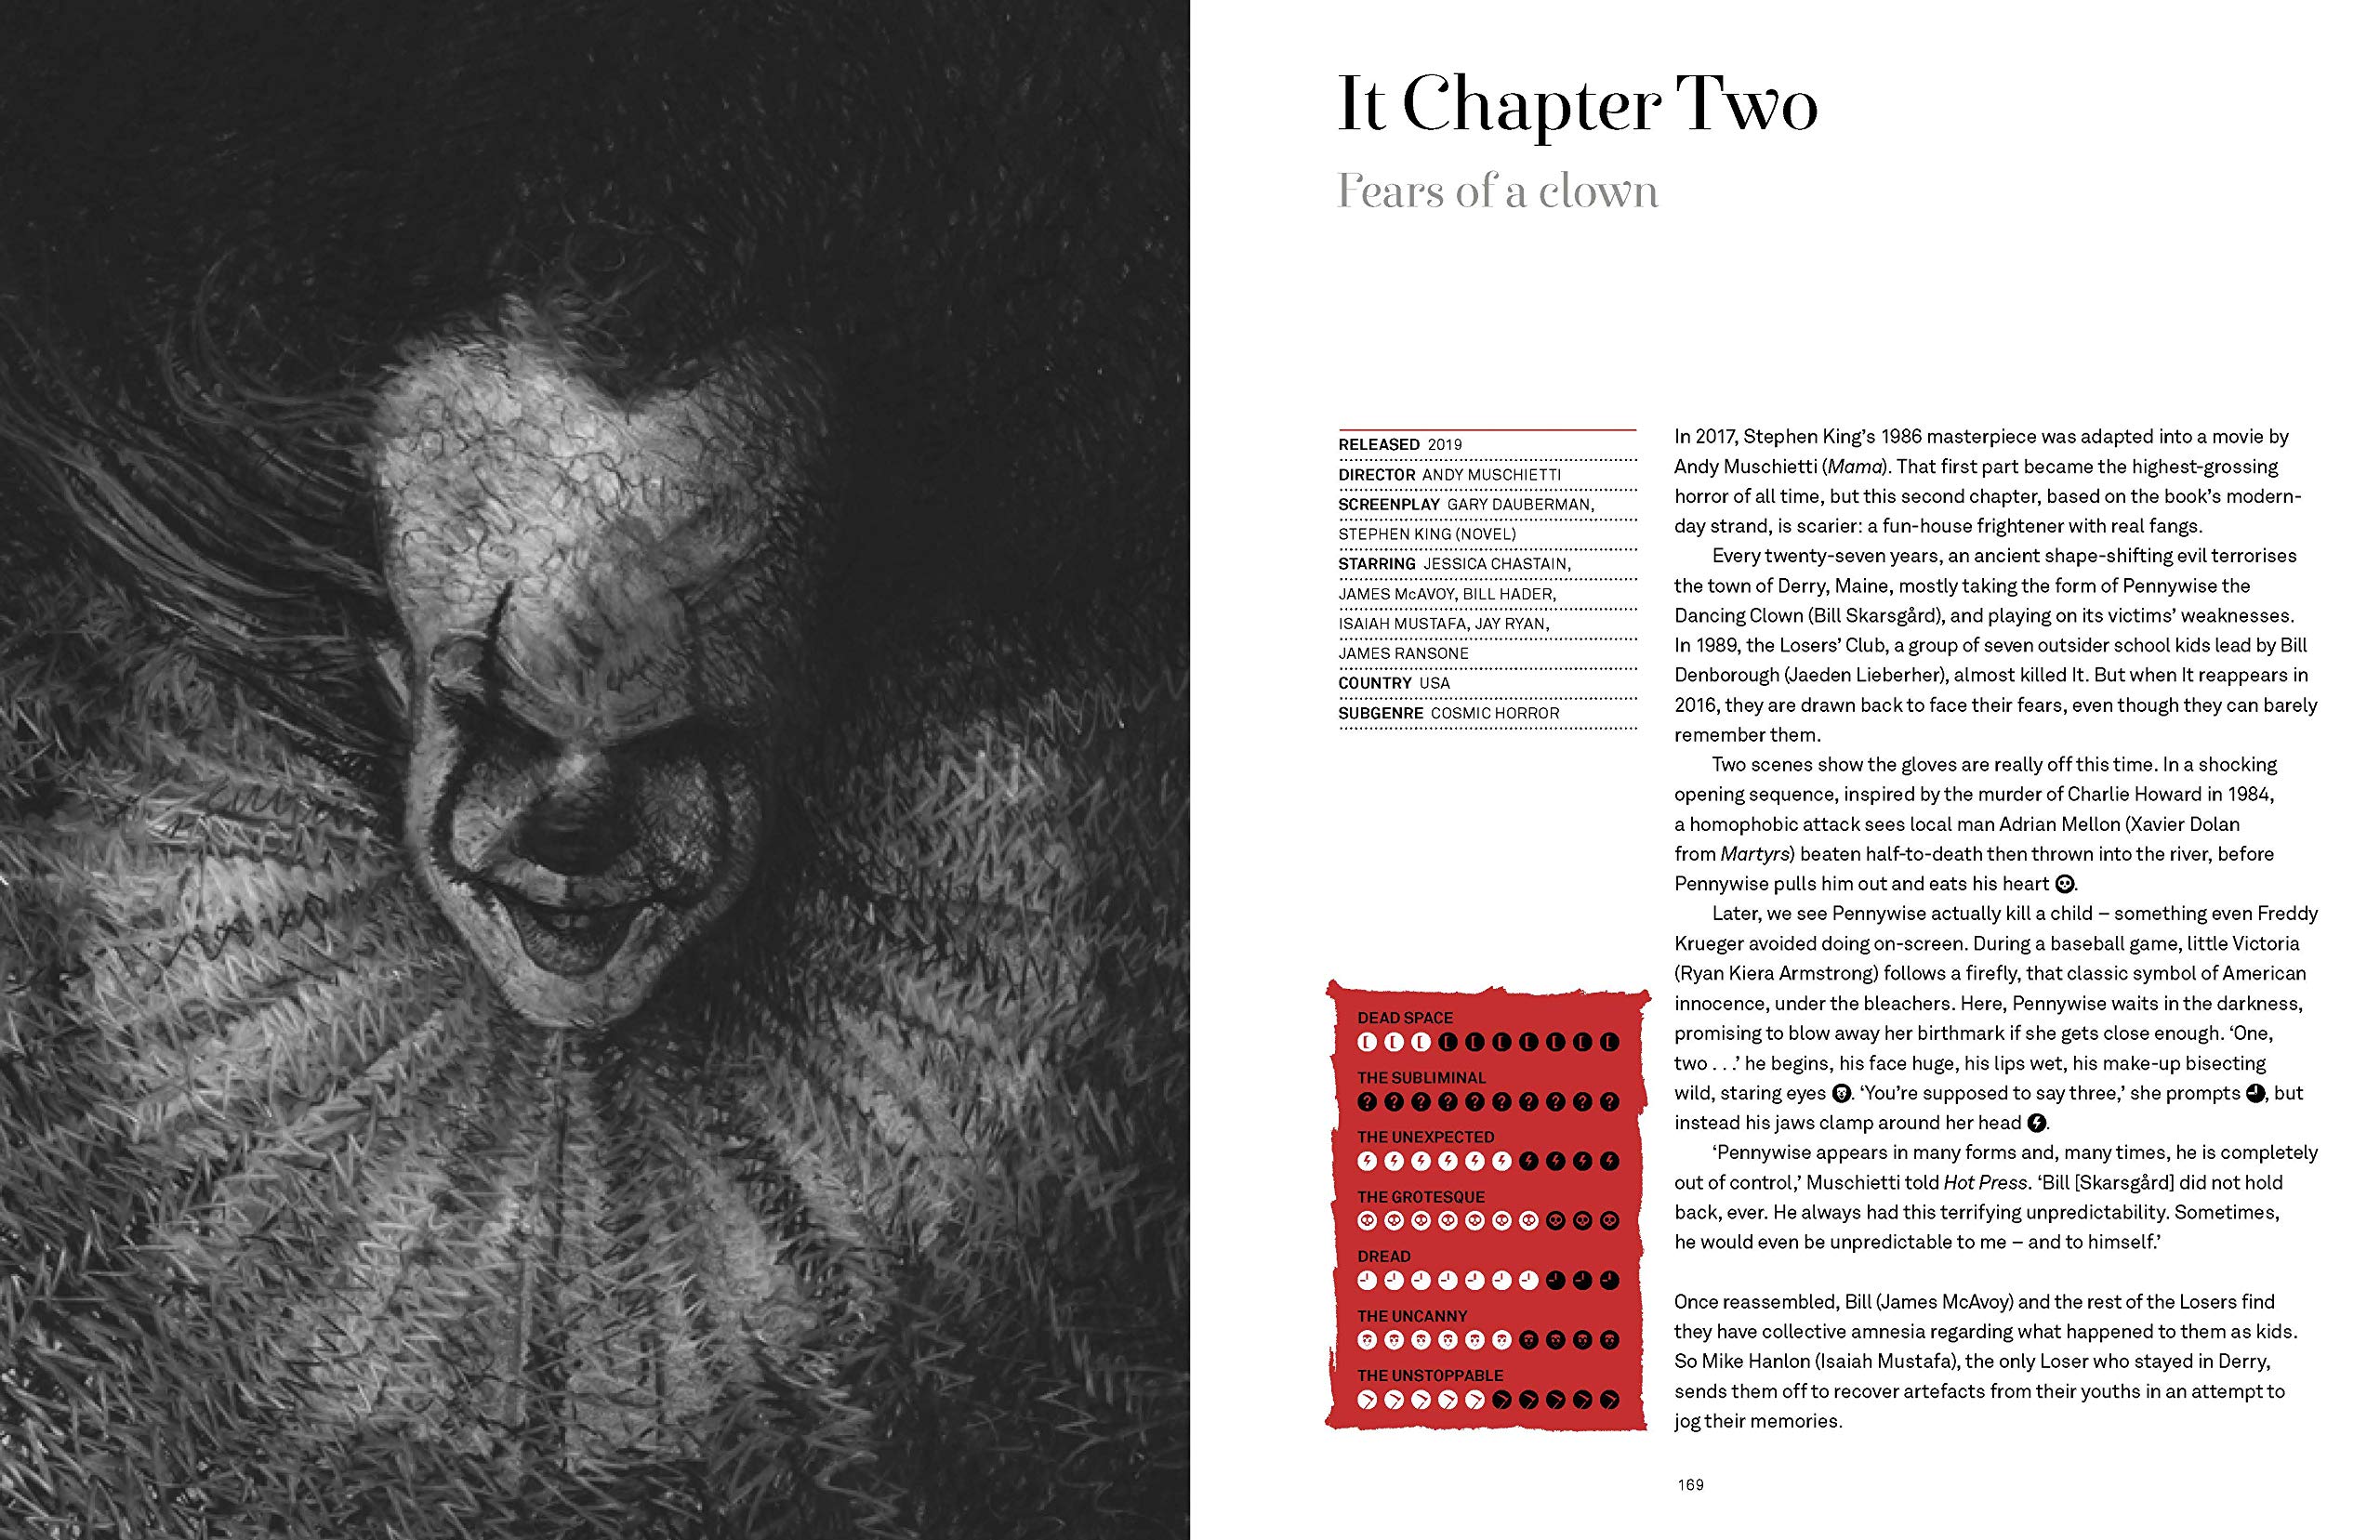 It Chapter Two
Fears of a clown
RELEASED 2019
DIRECTOR ANDY MUSCHIETTI
SCREENPLAY GARY DAUBERMAN,
STEPHEN KING (NOVEL)
STARRING JESSICA CHASTAIN,
JAMES McAVOY, BILL HADER,
ISAIAH MUSTAFA, JAY RYAN,
JAMES RANSONE
COUNTRY USA
SUBGENRE COSMIC HORROR
DEAD SPACE
THE SUBLIMINAL
THE UNEXPECTED
THE GROTESQUE
DREAD
THE UNCANNY
THE UNSTOPPABLE
In 2017, Stephen King’s 1986 masterpiece was adapted into a movie by
Andy Muschietti (Mama). That first part became the highest-grossing
horror of all time, but this second chapter, based on the book’s modern-
day strand, is scarier: a fun-house frightener with real fangs.
Every twenty-seven years, an ancient shape-shifting evil terrorises
the town of Derry, Maine, mostly taking the form of Pennywise the
Dancing Clown (Bill Skarsgård), and playing on its victims’ weaknesses.
In 1989, the Losers’ Club, a group of seven outsider school kids lead by Bill
Denborough (Jaeden Lieberher), almost killed It. But when It reappears in
2016, they are drawn back to face their fears, even though they can barely
remember them.
Two scenes show the gloves are really off this time. In a shocking
opening sequence, inspired by the murder of Charlie Howard in 1984,
a homophobic attack sees local man Adrian Mellon (Xavier Dolan
from Martyrs) beaten half-to-death then thrown into the river, before
Pennywise pulls him out and eats his heart .
Later, we see Pennywise actually kill a child – something even Freddy
Krueger avoided doing on-screen. During a baseball game, little Victoria
(Ryan Kiera Armstrong) follows a firefly, that classic symbol of American
innocence, under the bleachers. Here, Pennywise waits in the darkness,
promising to blow away her birthmark if she gets close enough. ‘One,
two . . .’ he begins, his face huge, his lips wet, his make-up bisecting
wild, staring eyes . ‘You’re supposed to say three,’ she prompts , but
instead his jaws clamp around her head .
‘Pennywise appears in many forms and, many times, he is completely
out of control,’ Muschietti told Hot Press. ‘Bill [Skarsgård] did not hold
back, ever. He always had this terrifying unpredictability. Sometimes,
he would even be unpredictable to me – and to himself.’
Once reassembled, Bill (James McAvoy) and the rest of the Losers find
they have collective amnesia regarding what happened to them as kids.
So Mike Hanlon (Isaiah Mustafa), the only Loser who stayed in Derry,
sends them off to recover artefacts from their youths in an attempt to
jog their memories.
169